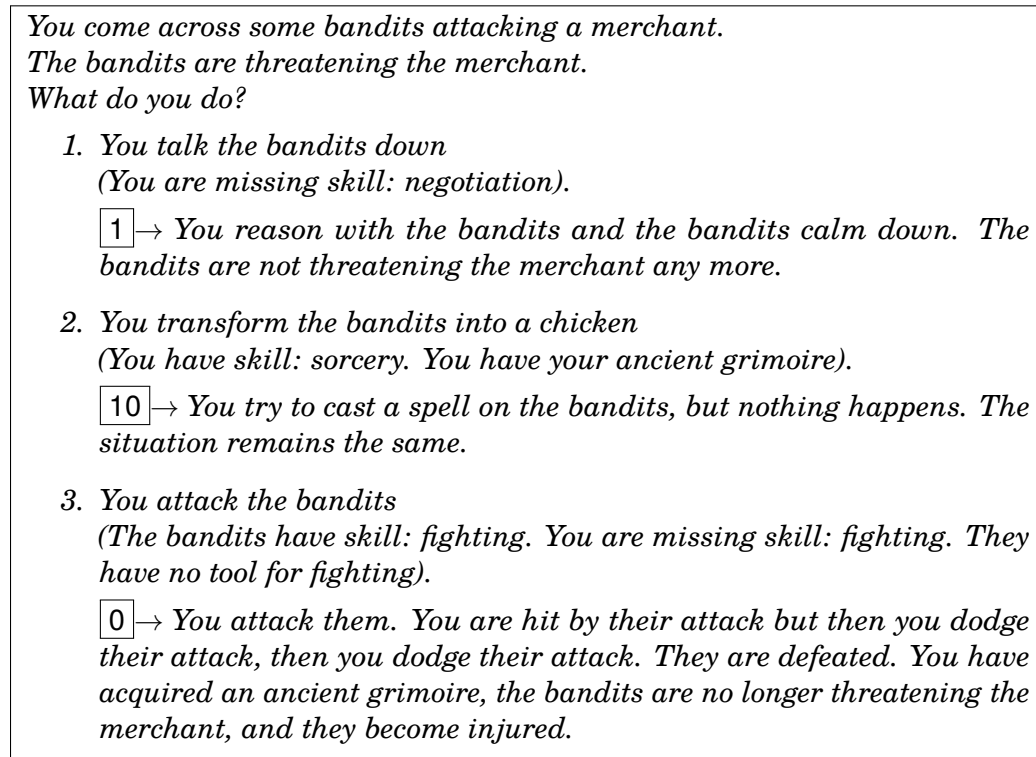 You come across some bandits attacking a merchant.
The bandits are threatening the merchant.
What do you do?
1. You talk the bandits down
(You are missing skill: negotiation).
1 → You reason with the bandits and the bandits calm down. The
bandits are not threatening the merchant any more.
2. You transform the bandits into a chicken
(You have skill: sorcery. You have your ancient grimoire).
10 → You try to cast a spell on the bandits, but nothing happens. The
situation remains the same.
3. You attack the bandits
(The bandits have skill: fighting. You are missing skill: fighting. They
have no tool for fighting).
0 → You attack them. You are hit by their attack but then you dodge
their attack, then you dodge their attack. They are defeated. You have
acquired an ancient grimoire, the bandits are no longer threatening the
merchant, and they become injured.